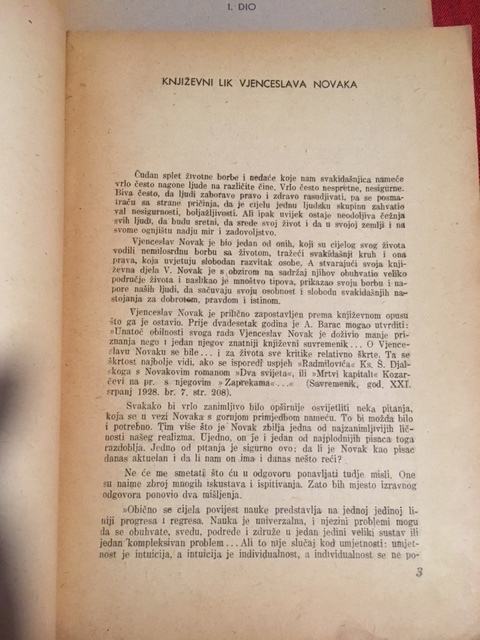 I. DIO
KNJIŽEVNI LIK VJENCESLAVA NOVAKA
Čudan splet životne borbe i nedaće koje nam svakidašnjica nameće
vrlo često nagone ljude na različite čine. Vrlo često nespretne, nesigurne.
Biva često, da ljudi zaborave pravo i zdravo rasudjivati, pa se posma-
traču sa strane pričinja, da je cijelu jednu ljudsku skupinu zahvatio
val nesigurnosti, boljažljivosti. Ali ipak uvijek ostaje neodoljiva čežnja
svih ljudi, da budu sretni, da srede svoj život i da u svojoj zemlji i na
svome ognjištu nadju mir i zadovoljstvo.
Vjenceslav Novak je bio jedan od onih, koji su cijelog svog života
vodili nemilosrdnu borbu sa životom, tražeći svakidašnji kruh i ona
prava, koja uvjetuju slobodan razvitak osobe. A stvarajući svoja knji-
ževna djela V. Novak je s obzirom na sadržaj njihov obuhvatio veliko
područje života i naslikao je mnoštvo tipova, prikazao svoju borbu i na-
pore naših ljudi, da sačuvaju svoju osobnost i slobodu svakidašnjih na-
stojanja za dobrotom, pravdom i istinom.
Vjenceslav Novak je prilično zapostavljen prema književnom opusu
što ga je ostavio. Prije dvadesetak godina je A. Barac mogao utvrditi:
»Unatoč obilnosti svoga rada Vjenceslav Novak je doživio manje pri-
znanja nego i jedan njegov znatniji književni suvremenik... O Vjence-
slavu Novaku se bile... i za života sve kritike relativno škrte. Ta se
škrtost najbolje vidi, ako se isporedi uspjeh »Radmilovića« Ks. Š. Djal-
skoga s Novakovim romanom »Dva svijeta«, ili »Mrtvi kapital« Kozar-
čevi na pr. s njegovim »Zaprekama«...« (Savremenik, god. XXI.
srpanj 1928. br. 7, str. 208).
Svakako bi vrlo zanimljivo bilo opširnije osvijetliti neka pitanja,
koja se u vezi Novaka s gornjom primjedbom nameću. To bi možda bilo
i potrebno. Tim više što je Novak zbilja jedna od najzanimljivijih lič-
nosti našeg realizma. Ujedno, on je i jedan od najplodnijih pisaca toga
razdoblja. Jedno od pitanja je sigurno ovo: da li je Novak kao pisac
danas aktuelan i da li nam on ima i danas nešto reći?
Ne će me smetati što ću u odgovoru ponavljati tudje misli. One
su naime zbroj mnogih iskustava i ispitivanja. Zato bih mjesto izravnog
odgovora ponovio dva mišljenja.
»Obično se cijela povijest nauke predstavlja na jednoj jedinoj li-
niji progresa i regresa. Nauka je univerzalna, i njezini problemi mogu
da se obuhvate, svedu, podrede i združe u jedan jedini veliki sustav ili
jedan kompleksivan problem... Ali to nije slučaj kod umjetnosti: umjet-
nost je intuicija, a intuicija je individualnost, a individualnost se ne po-
3